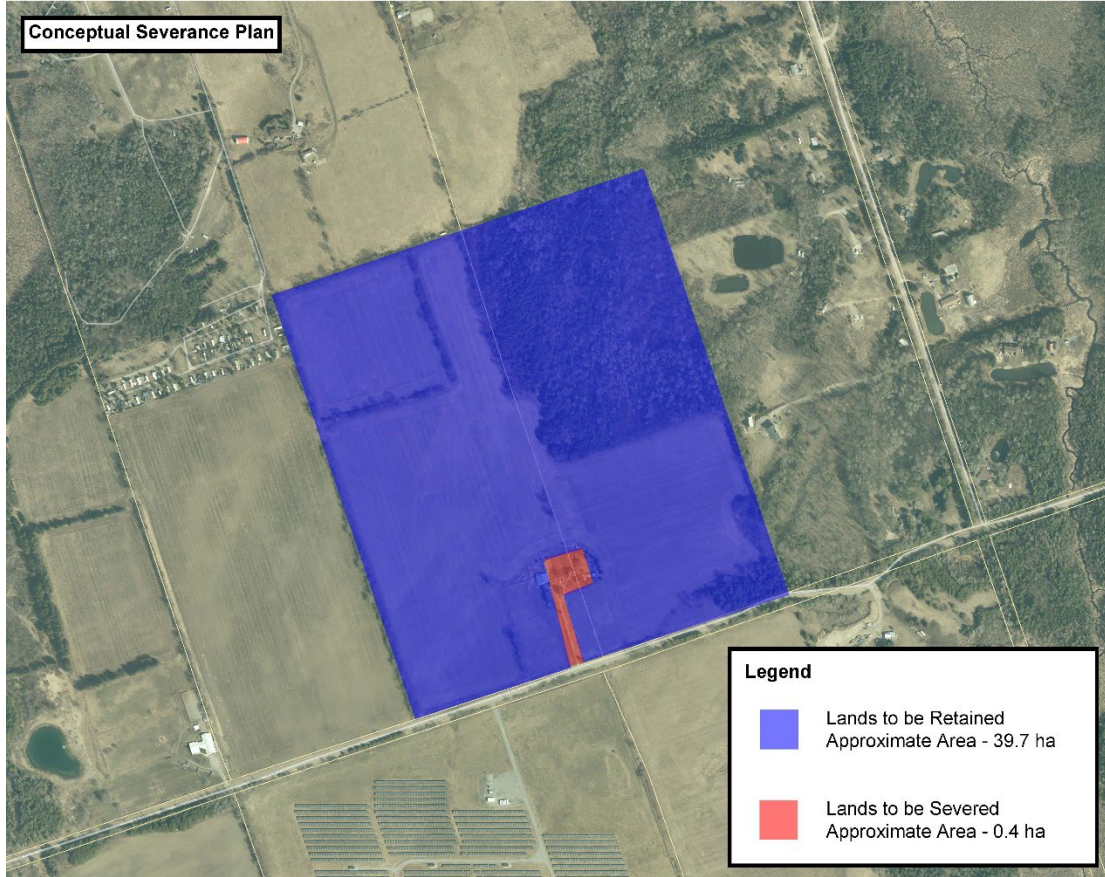 Conceptual Severance Plan
Legend
Lands to be Retained
Approximate Area - 39.7 ha
Lands to be Severed
Approximate Area - 0.4 ha